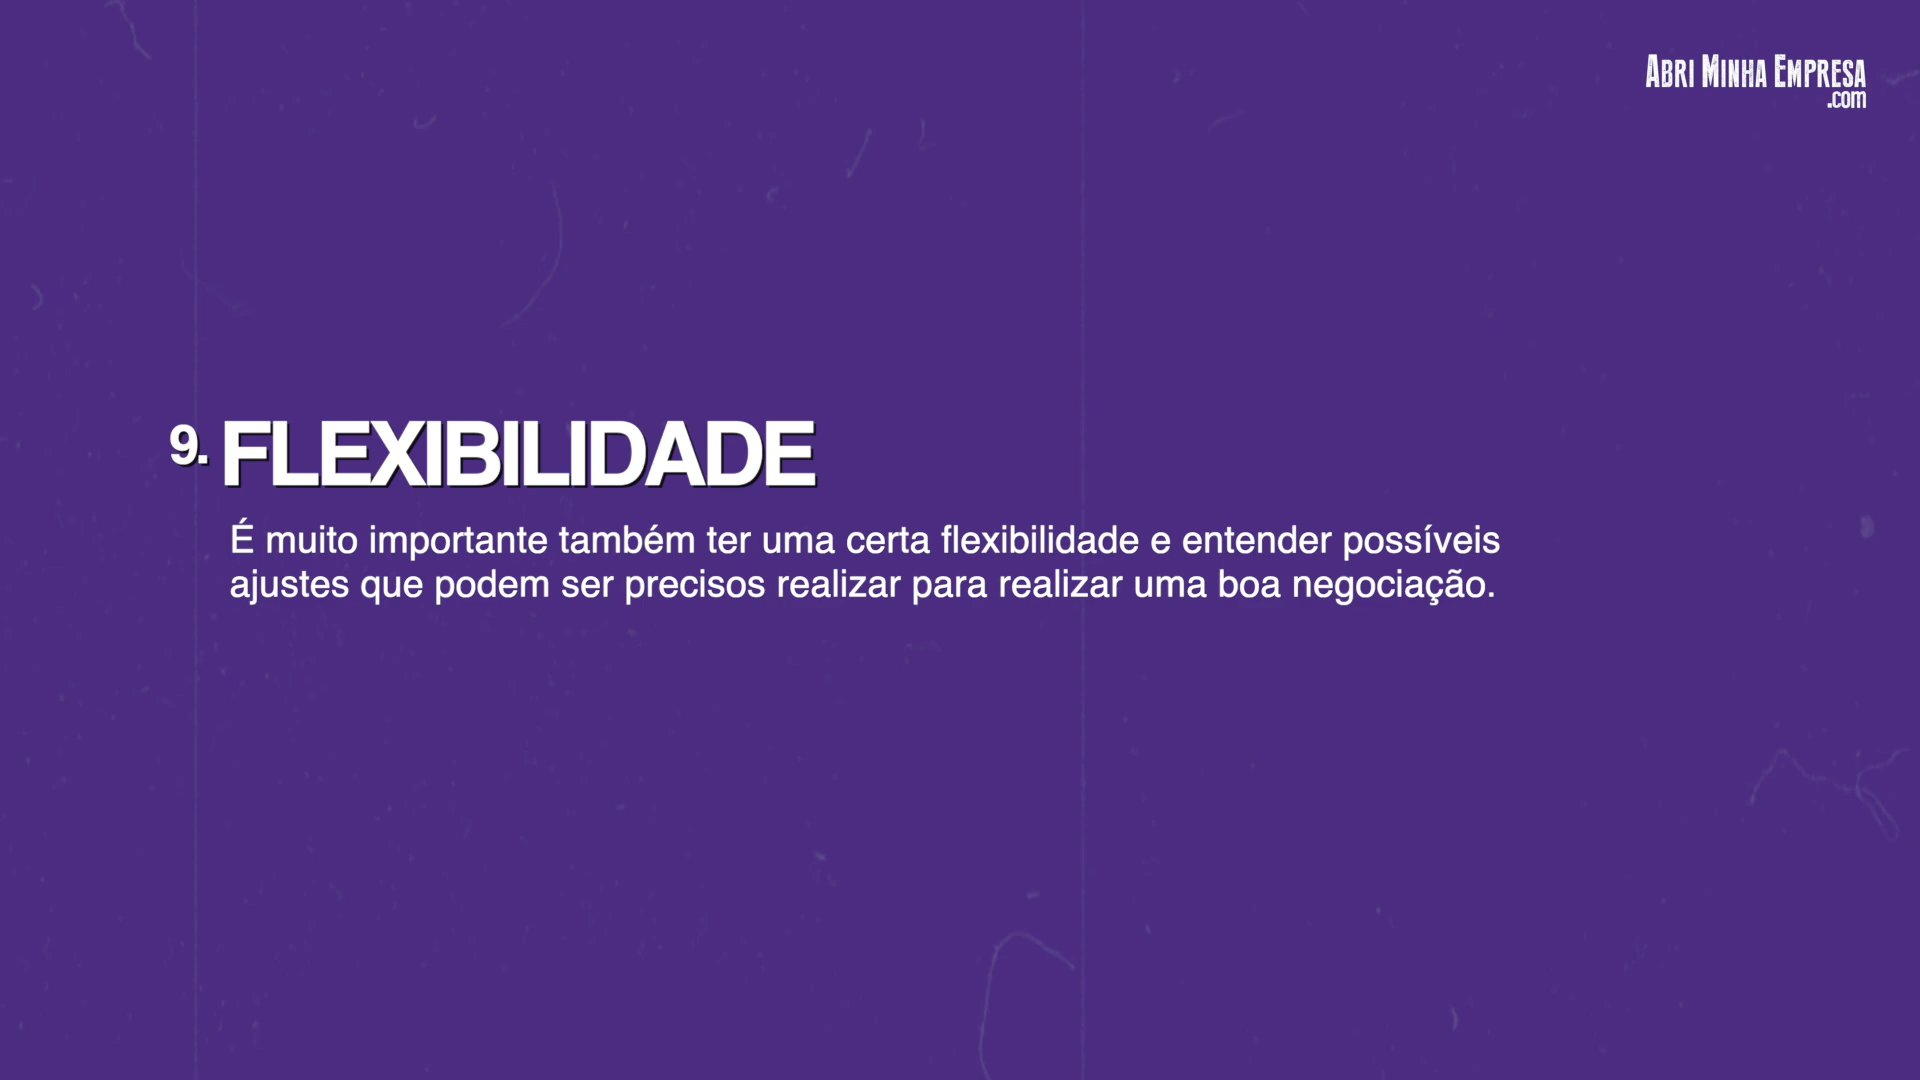 ABRI MINHA EMPRESA
.com
9. FLEXIBILIDADE
É muito importante também ter uma certa flexibilidade e entender possíveis
ajustes que podem ser precisos realizar para realizar uma boa negociação.